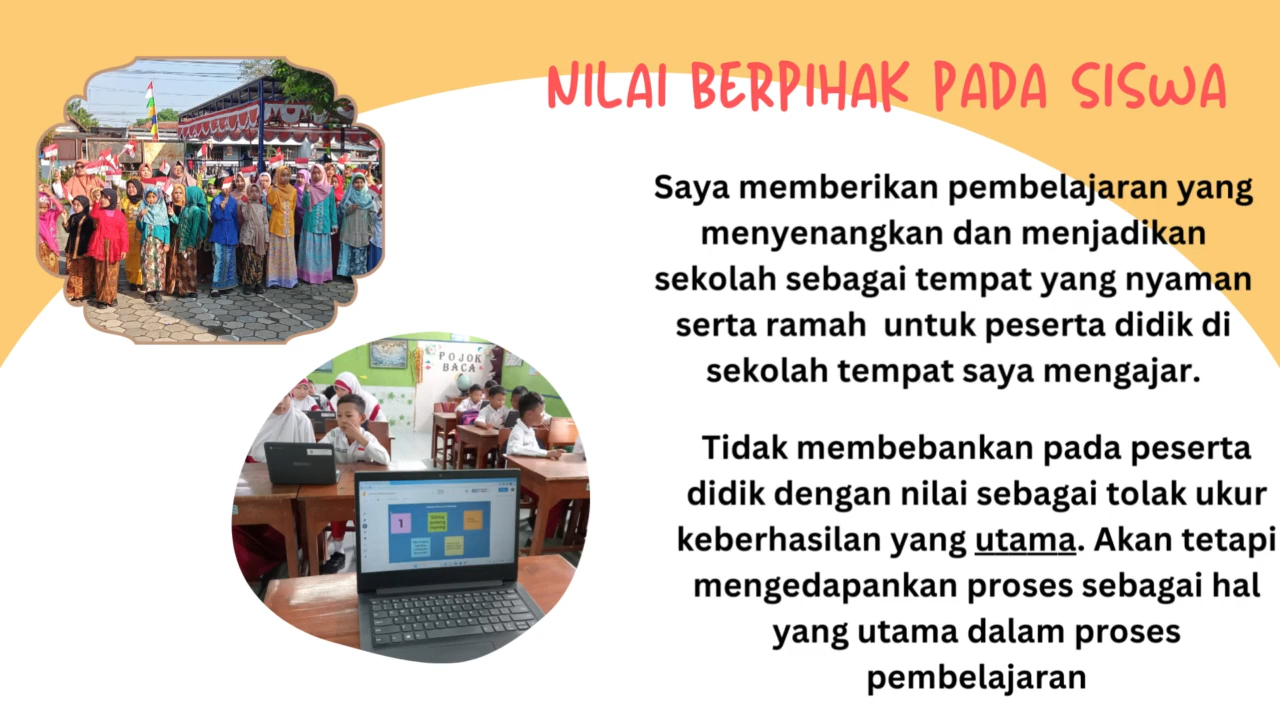 NILAI BERPIHAK PADA SISWA
Saya memberikan pembelajaran yang
menyenangkan dan menjadikan
sekolah sebagai tempat yang nyaman
serta ramah  untuk peserta didik di
sekolah tempat saya mengajar.
Tidak membebankan pada peserta
didik dengan nilai sebagai tolak ukur
keberhasilan yang utama. Akan tetapi
mengedapankan proses sebagai hal
yang utama dalam proses
pembelajaran
POJOK
BACA
1